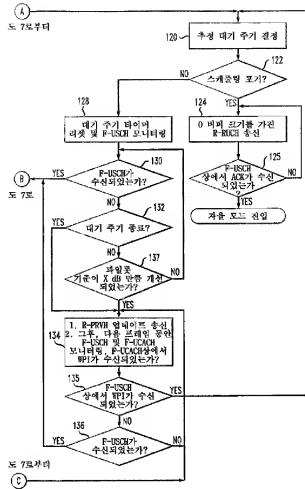 A
도 7로부터
추정 대기 주기 결정
120
122
스케줄링 포기?
NO
YES
128
대기 주기 타이머
리셋 및 F-USCH 모니터링
124
0 버퍼 크기를 가진
R-RUCH 송신
125
F-USCH
상에서 ACK가 수신
되었는가
?
NO
YES
자율 모드 진입
130
F-USCH가
수신되었는가?
YES
B
도 7로
NO
132
대기 주기 종료?
YES
NO
137
파일롯
기준이 X dB 만큼 개선
되었는가?
NO
YES
134
1. R-PRVH 업데이트 송신
2. 그후, 다음 프레임 동안
F-USCH 및 F-UCACH
모니터링, F-UCACH상에서
WPI가 수신되었는가?
135
F-USCH
상에서 WPI가 수신
되었는가?
YES
NO
136
F-USCH가
수신되었는가?
YES
NO
도 7로부터
C